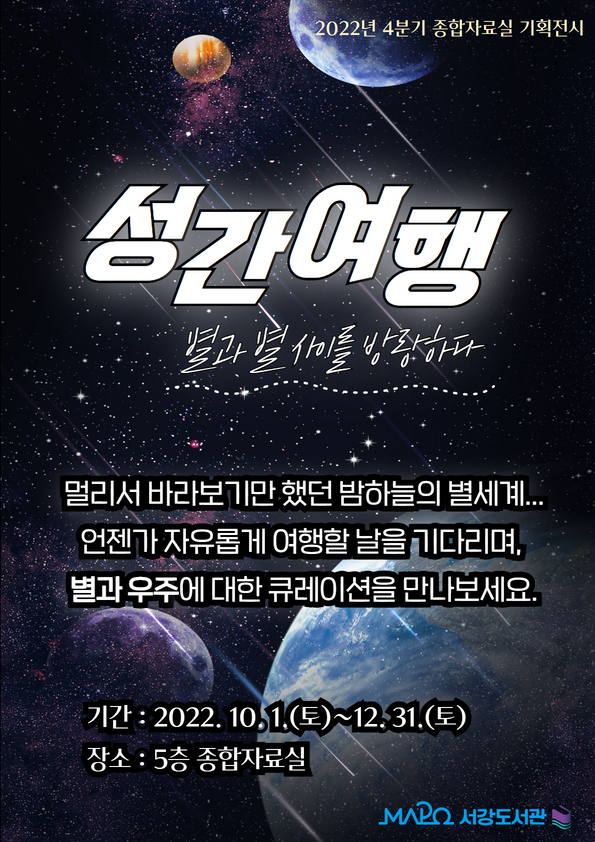 2022년 4분기 종합자료실 기획전시
성간여행
별과 별 사이를 방랑하다
멀리서 바라보기만 했던 밤하늘의 별세계...
언젠가 자유롭게 여행할 날을 기다리며,
별과 우주에 대한 큐레이션을 만나보세요.
기간 : 2022. 10. 1.(토)~12. 31.(토)
장소 : 5층 종합자료실
MAPO 서강도서관